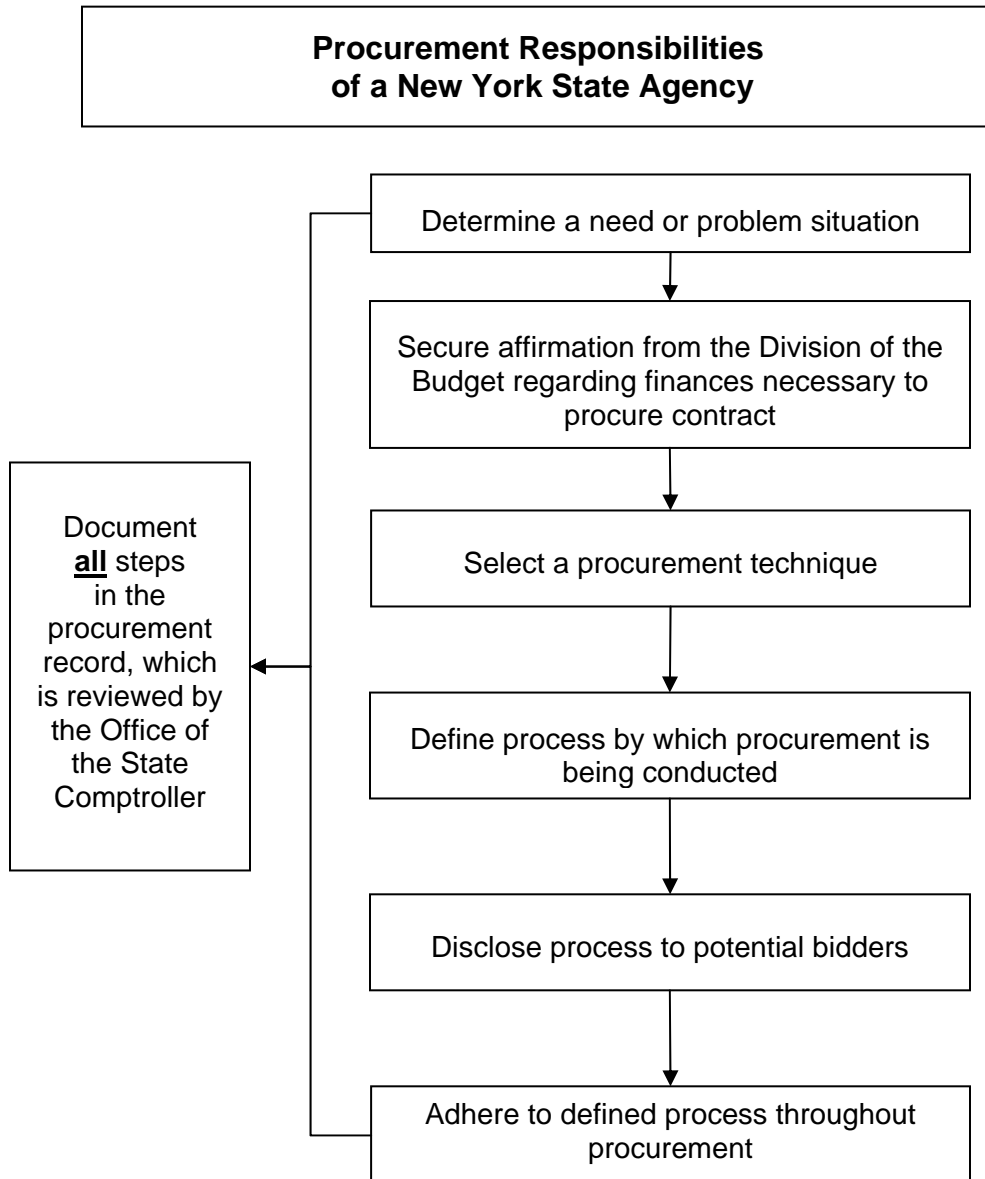 Procurement Responsibilities
of a New York State Agency
Determine a need or problem situation
Secure affirmation from the Division of the
Budget regarding finances necessary to
procure contract
Select a procurement technique
Define process by which procurement is
being conducted
Disclose process to potential bidders
Adhere to defined process throughout
procurement
Document
all steps
in the
procurement
record, which
is reviewed by
the Office of
the State
Comptroller